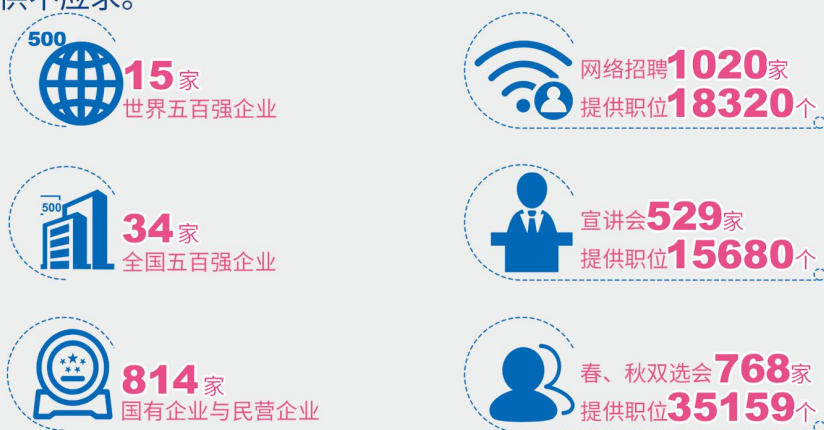 供不应求。
500
15家
世界五百强企业
网络招聘1020家
提供职位18320个
500
34家
全国五百强企业
宣讲会529家
提供职位15680个
814家
国有企业与民营企业
春、秋双选会768家
提供职位35159个